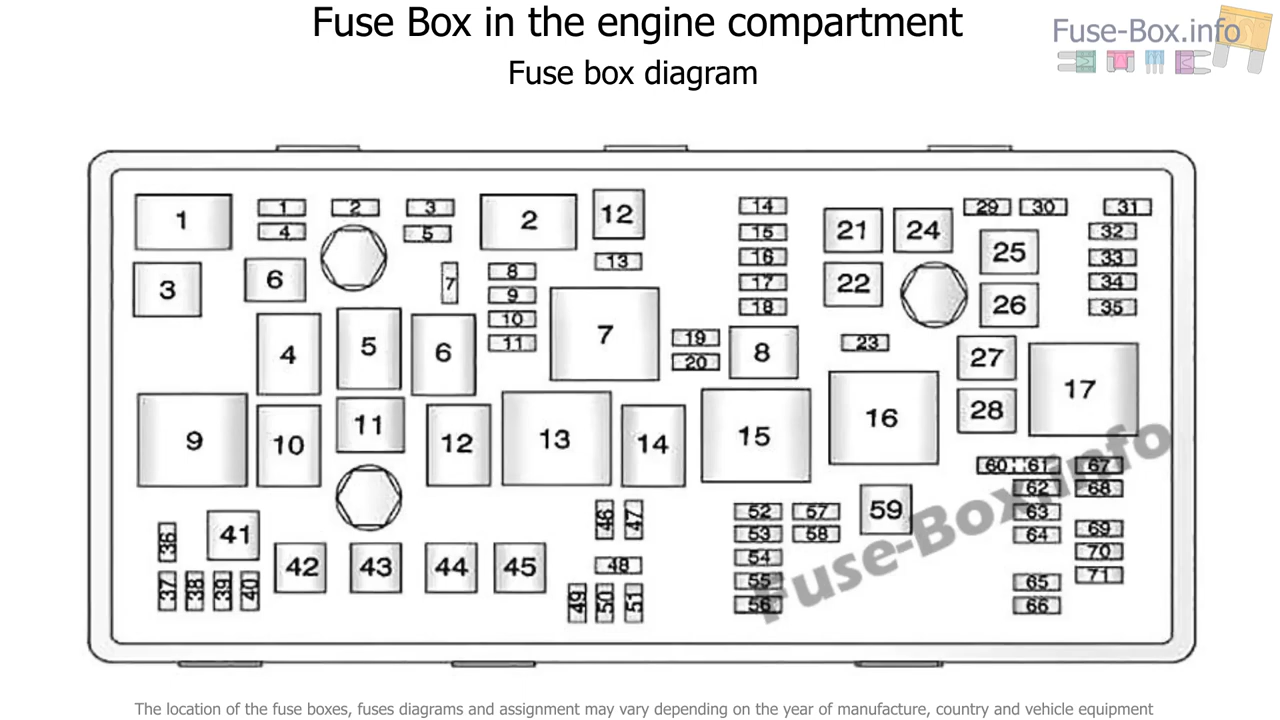 Fuse Box in the engine compartment
Fuse-Box.info
Fuse box diagram
1 1 2 3 2 12 14 21 24 29 30 31
4 5 13 15 22 25 32
3 6 7 8 16 26 33
9 17 34
10 18 35
4 5 6 11 7 19 8 23 27 17
20
9 10 11 12 13 14 15 16 28
60 61 67
62 68
36 41 46 47 52 57 59 63 69
53 58 64 70
42 43 44 45 48 54 71
37 38 39 40 49 50 51 55 65
56 66
Fuse-Box.info
The location of the fuse boxes, fuses diagrams and assignment may vary depending on the year of manufacture, country and vehicle equipment